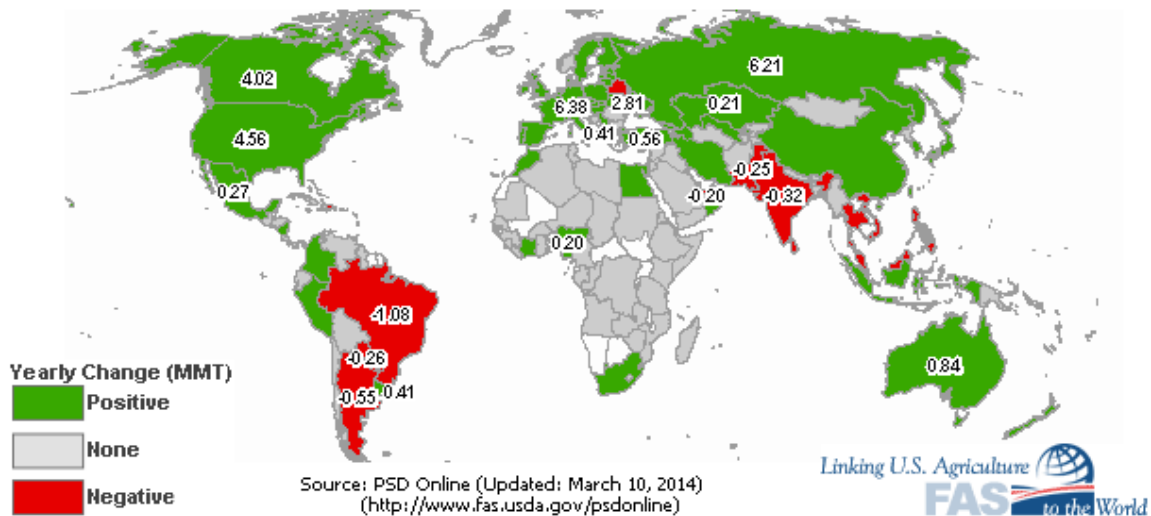 4.02
6.21
6.38
2.81
0.21
4.56
0.41
0.56
-0.25
0.27
-0.20
-0.32
0.20
-1.08
-0.26
0.84
-0.55
0.41
Yearly Change (MMT)
Positive
None
Negative
Source: PSD Online (Updated: March 10, 2014)
(http://www.fas.usda.gov/psdonline)
Linking U.S. Agriculture
FAS to the World